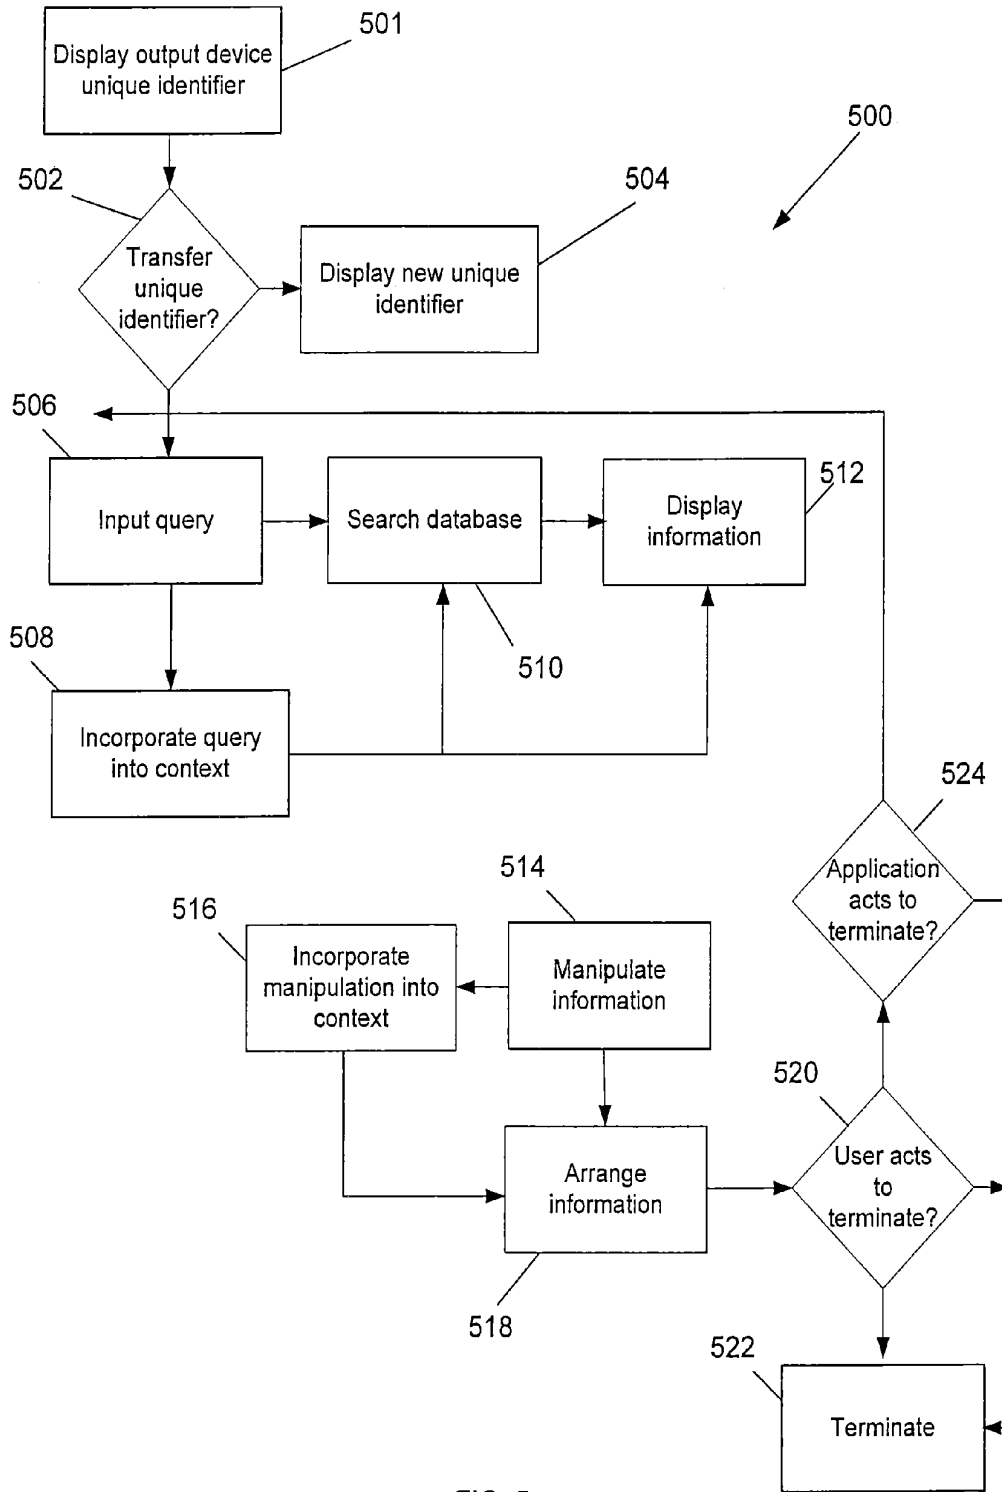 501
Display output device
unique identifier
500
502
504
Transfer
unique
identifier?
Display new unique
identifier
506
512
Input query
Search database
Display
information
508
510
Incorporate query
into context
524
Application
acts to
terminate?
514
516
Incorporate
manipulation into
context
Manipulate
information
520
User acts
to
terminate?
Arrange
information
518
522
Terminate